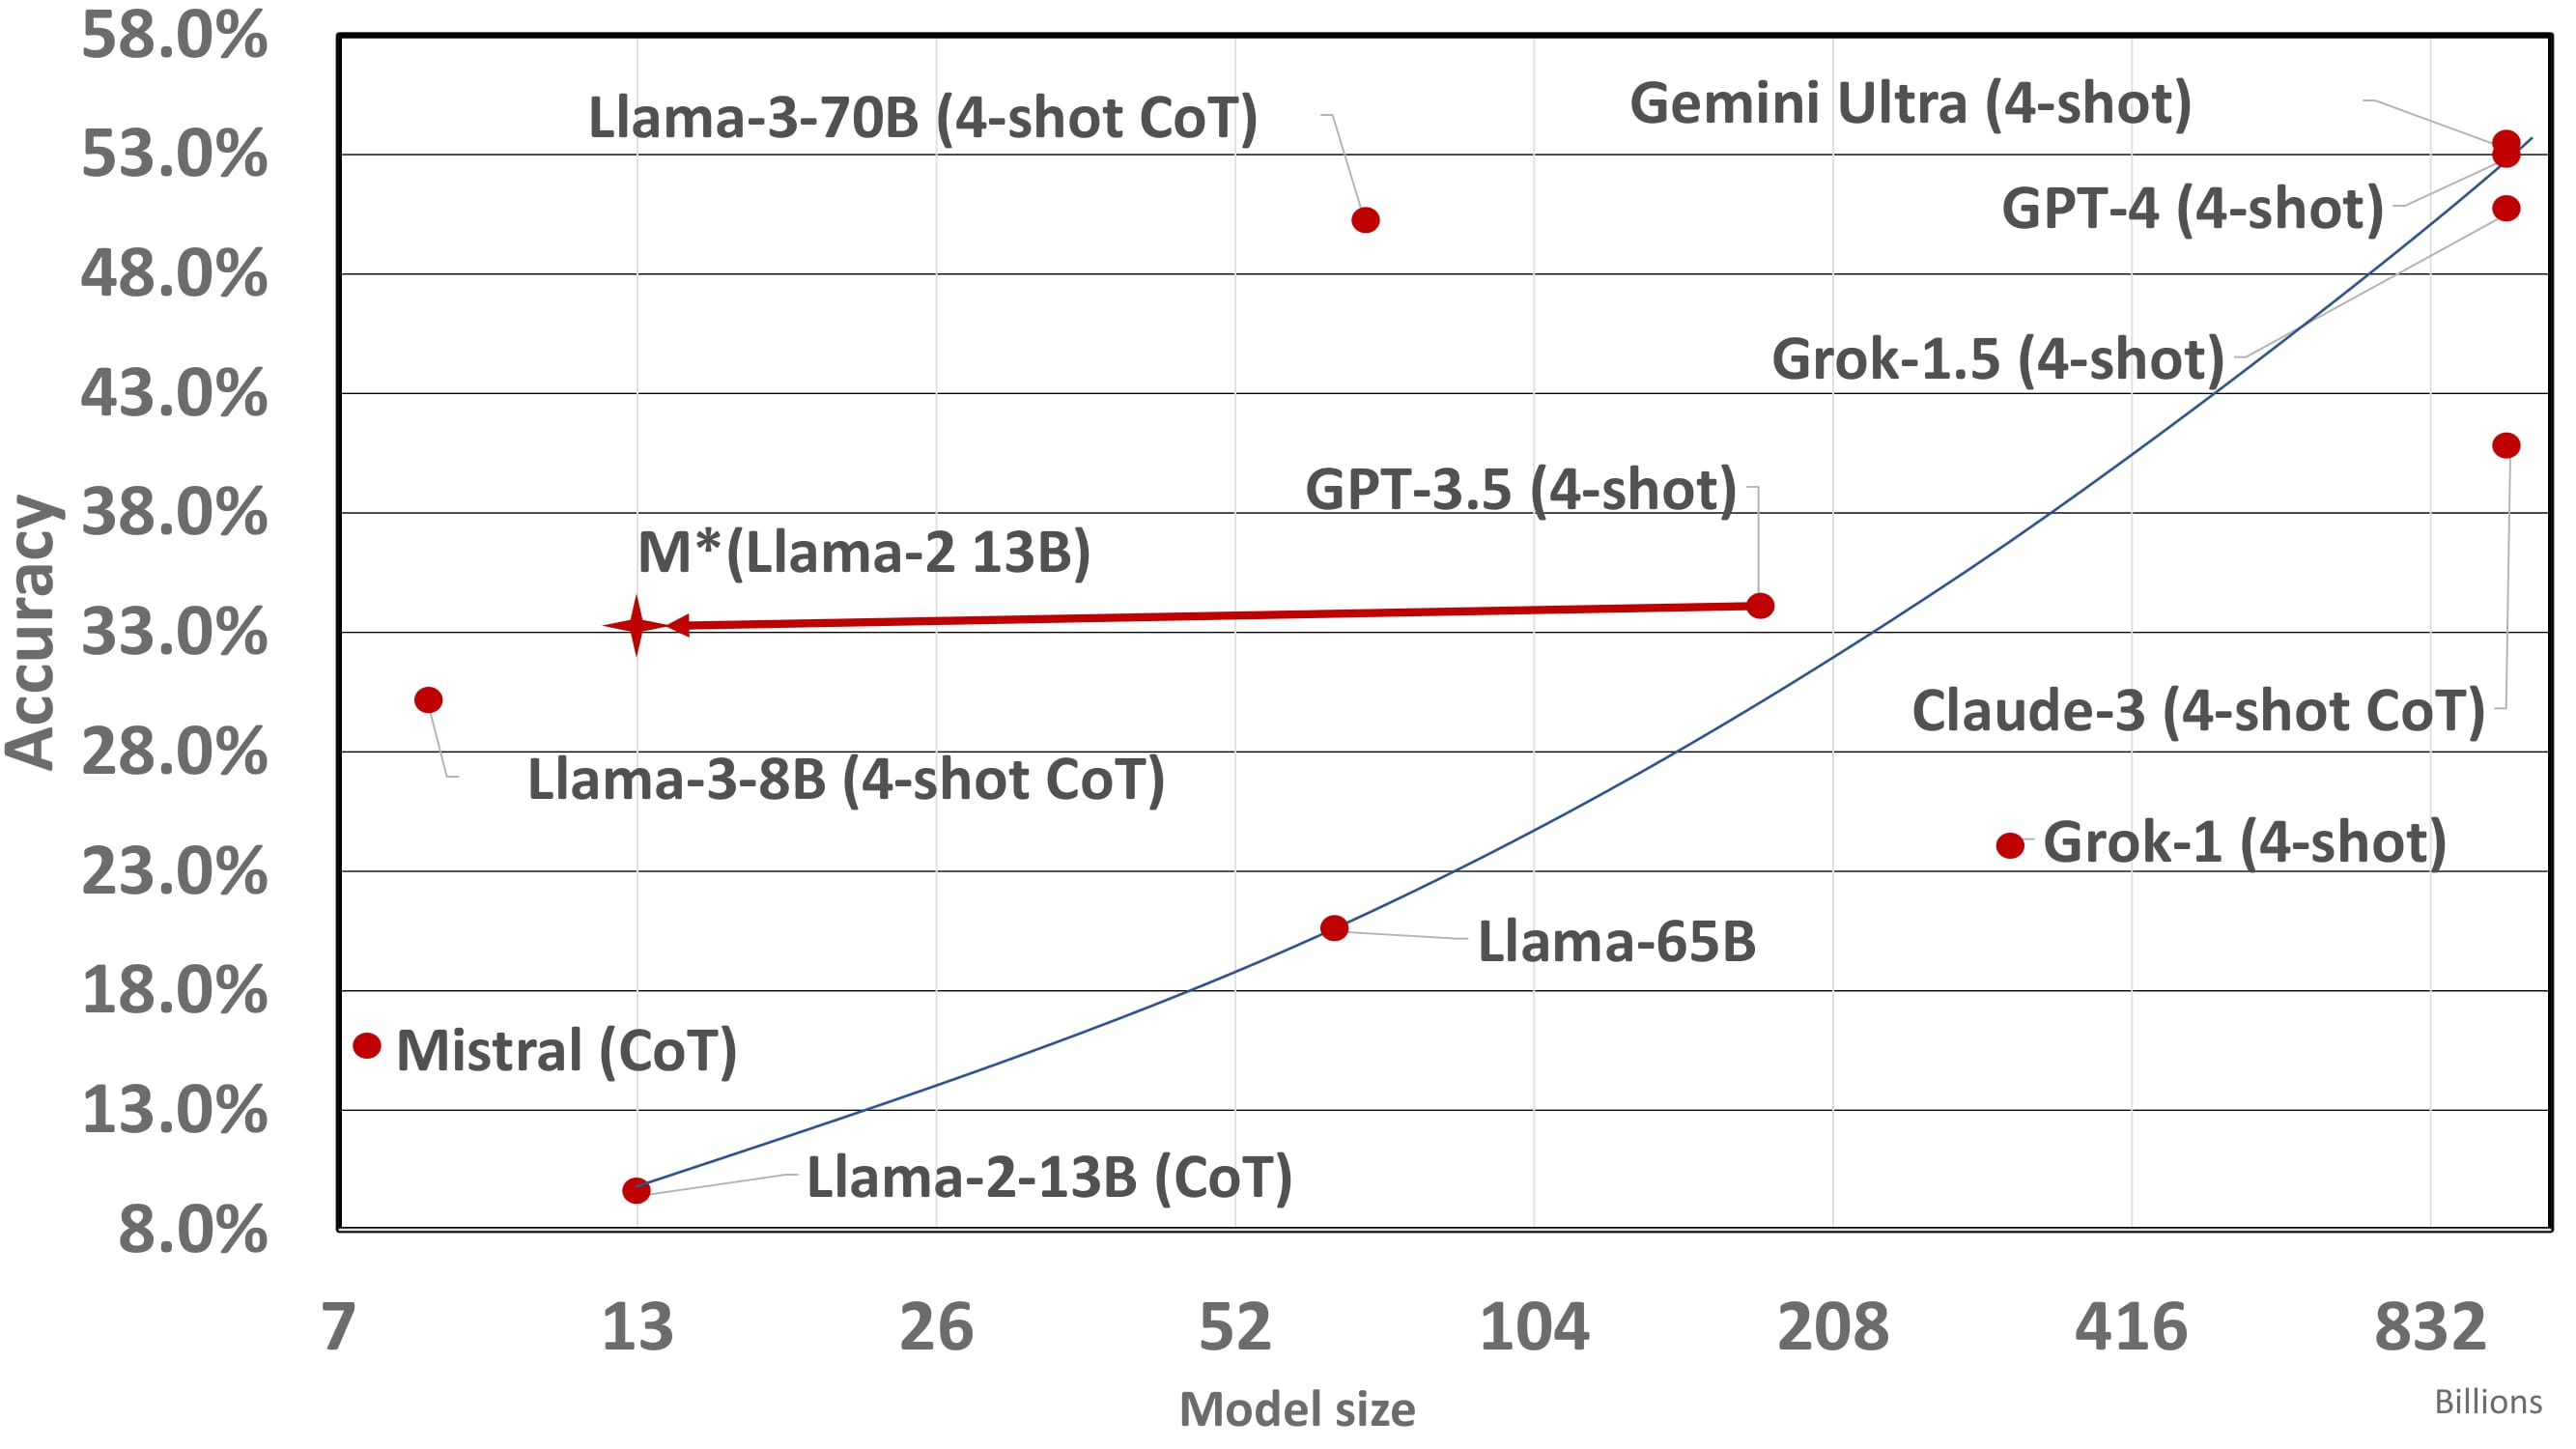 58.0%
53.0%
48.0%
43.0%
38.0%
33.0%
28.0%
23.0%
18.0%
13.0%
8.0%
Accuracy
Llama-3-70B (4-shot CoT)
Gemini Ultra (4-shot)
GPT-4 (4-shot)
Grok-1.5 (4-shot)
GPT-3.5 (4-shot)
M*(Llama-2 13B)
Claude-3 (4-shot CoT)
Llama-3-8B (4-shot CoT)
Grok-1 (4-shot)
Llama-65B
Mistral (CoT)
Llama-2-13B (CoT)
7 13 26 52 104 208 416 832
Model size
Billions